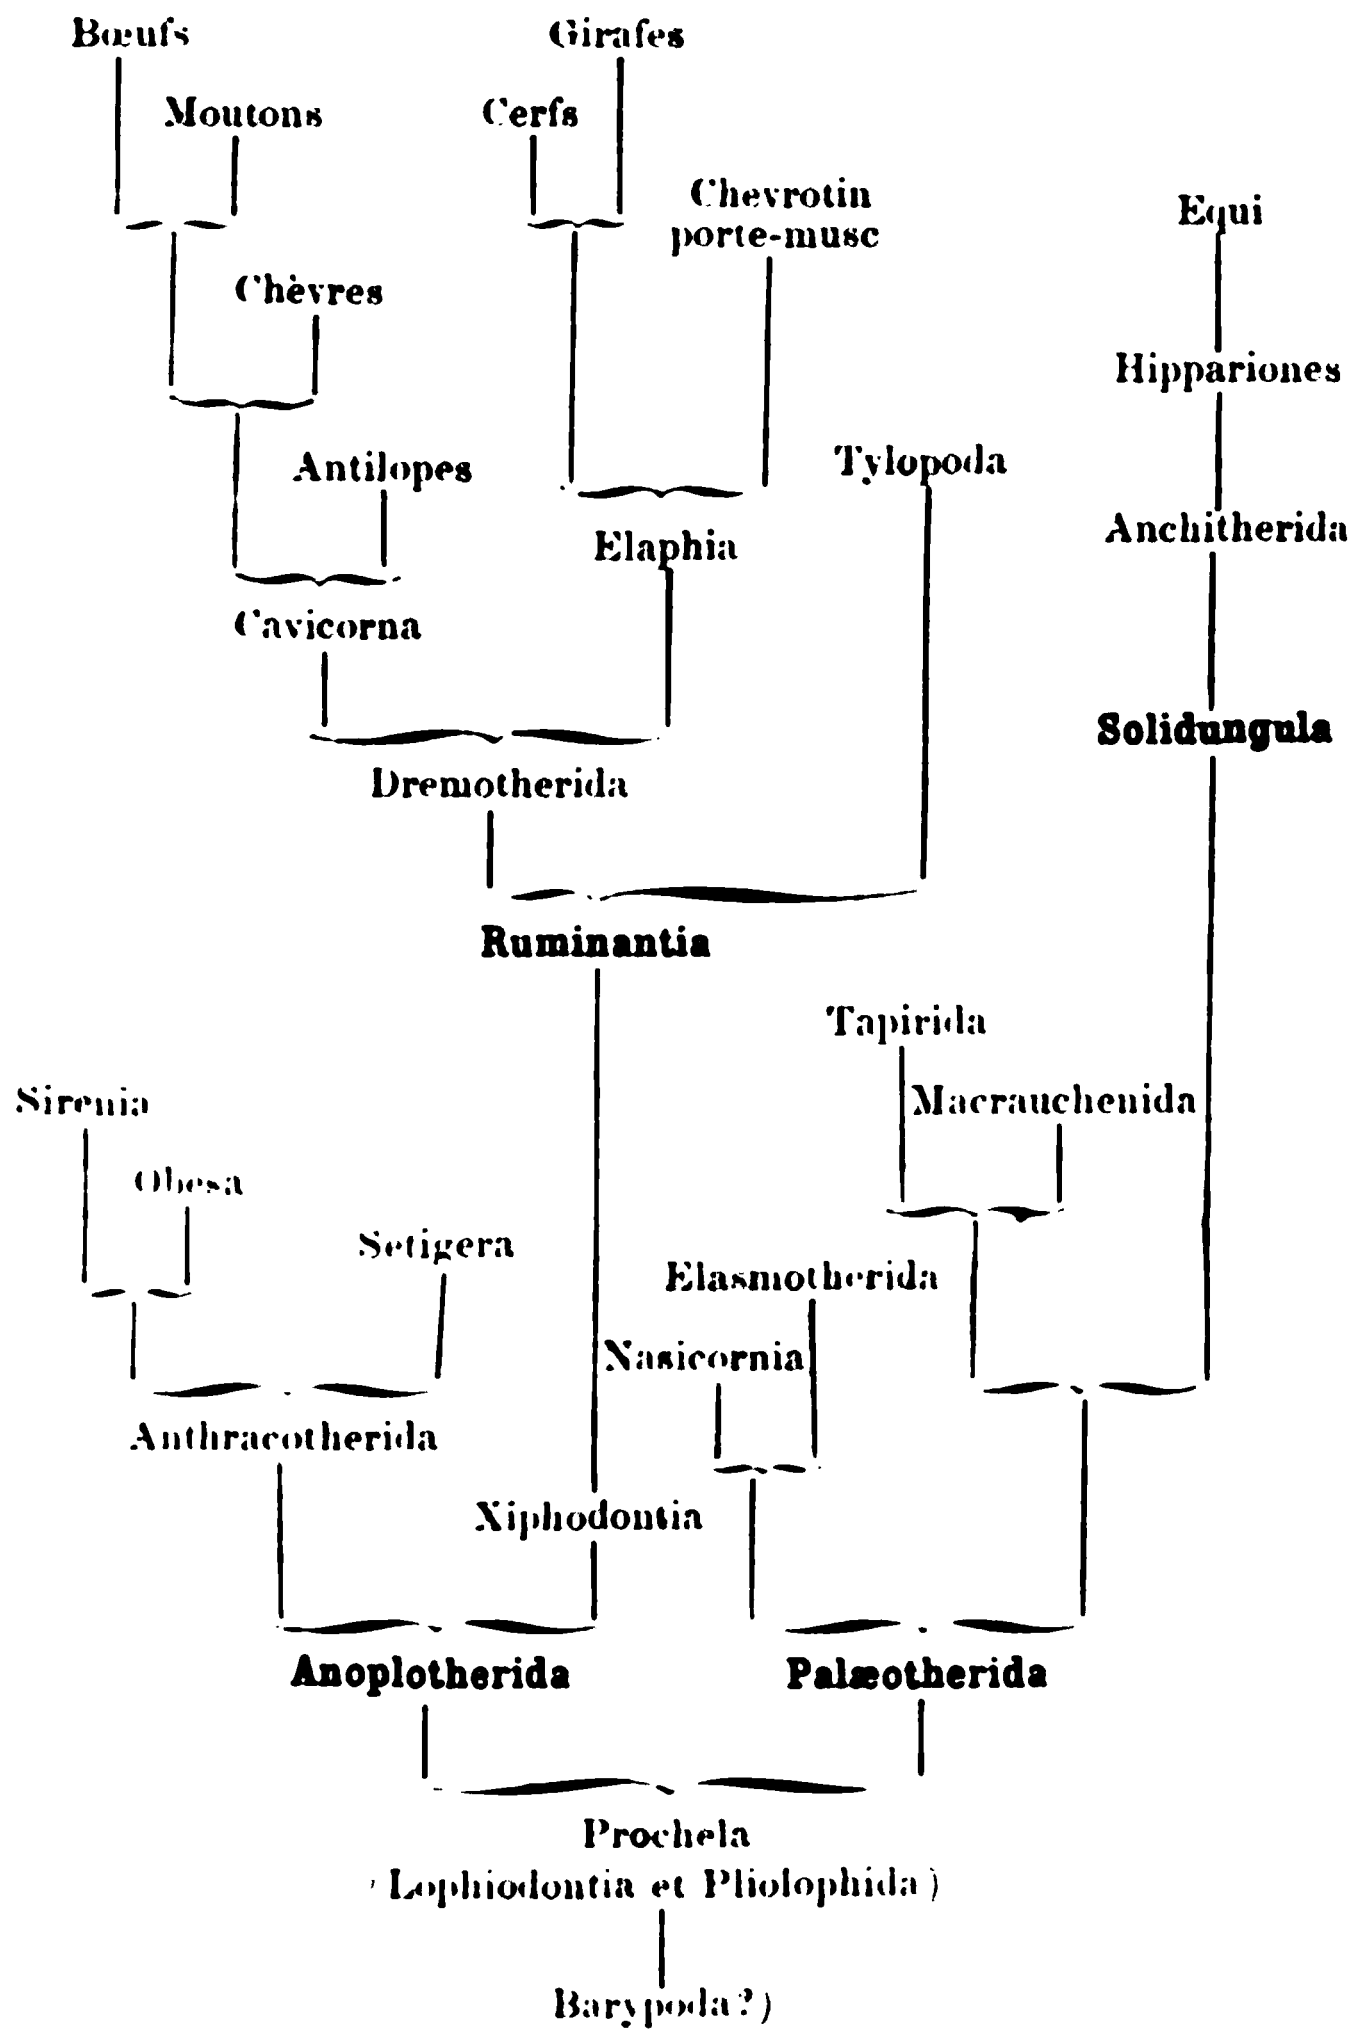 Bœufs
Girafes
Moutons
Cerfs
Chevrotin
porte-musc
Equi
Chèvres
Hippariones
Antilopes
Tylopoda
Anchitherida
Elaphia
Cavicorna
Solidungula
Dremotherida
Ruminantia
Tapirida
Macrauchenida
Sirenia
Obesa
Setigera
Elasmotherida
Nasicornia
Anthracotherida
Xiphodontia
Anoplotherida
Palæotherida
Prochela
(Lophiodontia et Pliolophida)
Barypoda?)